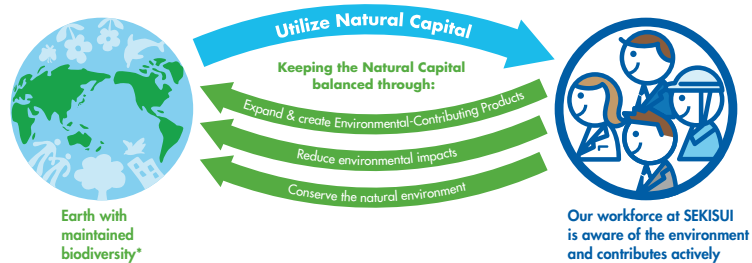 Utilize Natural Capital
Keeping the Natural Capital
balanced through:
Expand & create Environmental-Contributing Products
Reduce environmental impacts
Conserve the natural environment
Earth with
maintained
biodiversity*
Our workforce at SEKISUI
is aware of the environment
and contributes actively